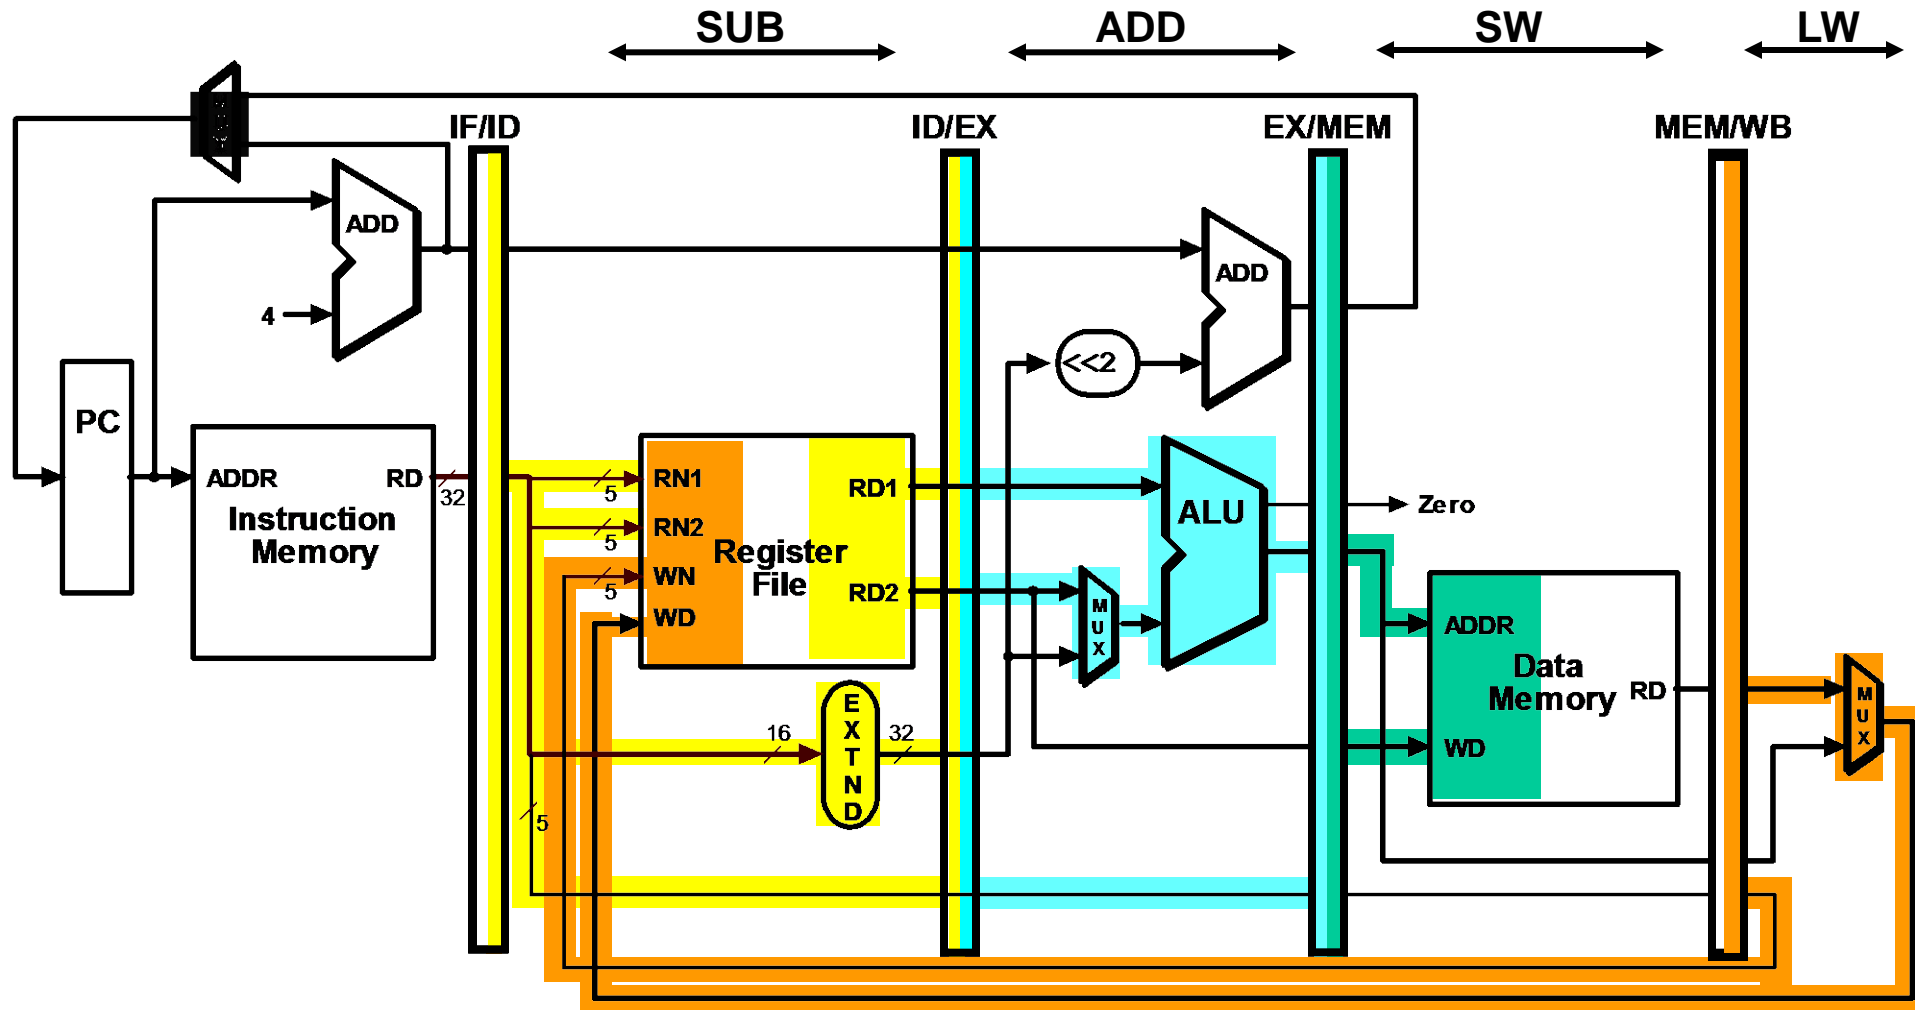 SUB
ADD
SW
LW
IF/ID
ID/EX
EX/MEM
MEM/WB
ADD
4
ADD
<<2
PC
ADDR
RD
32
Instruction
Memory
RN1
5
RN2
5
WN
5
WD
Register
File
RD1
RD2
ALU
Zero
M
U
X
ADDR
Data
Memory
RD
WD
M
U
X
16
E
X
T
N
D
32
5